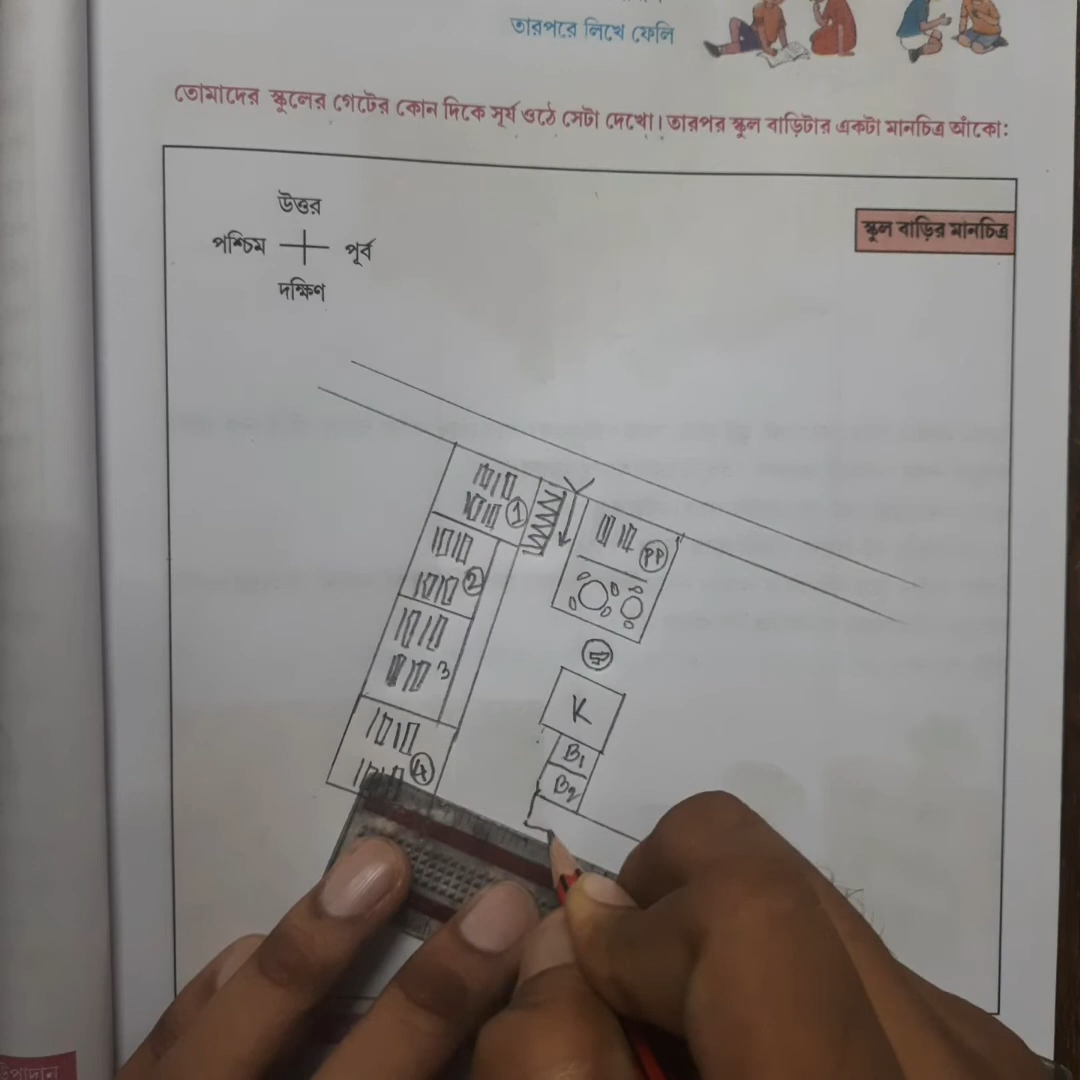 তারপরে লিখে ফেলি
তোমাদের স্কুলের গেটের কোন দিকে সূর্য ওঠে সেটা দেখো। তারপর স্কুল বাড়িটার একটা মানচিত্র আঁকো:
উত্তর
পশ্চিম পূর্ব
দক্ষিণ
স্কুল বাড়ির মানচিত্র
1
PP
2
3
K
B1
4
B2